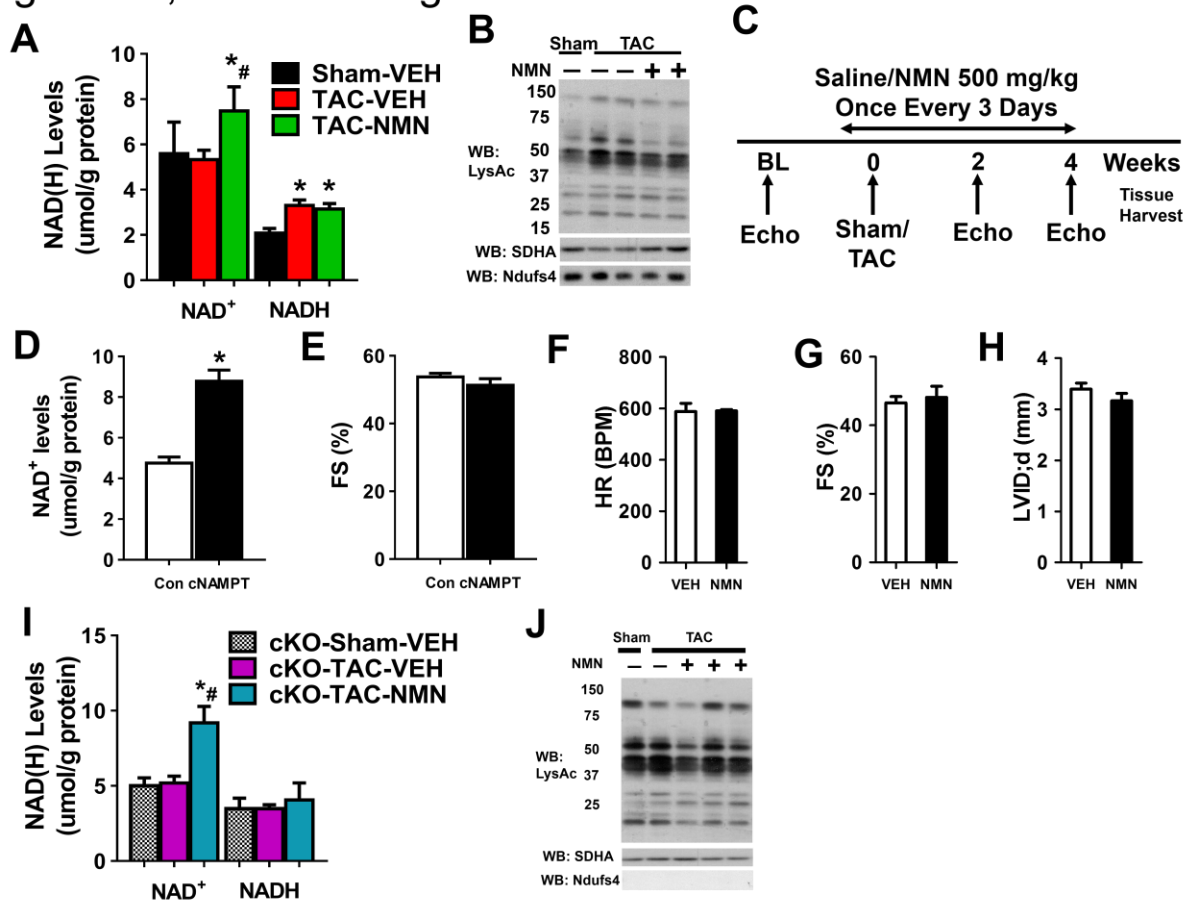 A
NAD(H) Levels
(umol/g protein)
10
8
6
4
2
0
*#
* *
Sham-VEH
TAC-VEH
TAC-NMN
NAD+ NADH
B
Sham TAC
NMN − − − + +
150
75
50
37
25
15
WB:
LysAc
WB: SDHA
WB: Ndufs4
C
Saline/NMN 500 mg/kg
Once Every 3 Days
BL 0 2 4 Weeks
Echo Sham/ Echo Echo
TAC
Tissue
Harvest
D
NAD+ levels
(umol/g protein)
10
8
6
4
2
0
*
Con cNAMPT
E
FS (%)
60
40
20
0
Con cNAMPT
F
HR (BPM)
800
600
400
200
0
VEH NMN
G
FS (%)
60
40
20
0
VEH NMN
H
LVID;d (mm)
4
3
2
1
0
VEH NMN
I
NAD(H) Levels
(umol/g protein)
15
10
5
0
*#
cKO-Sham-VEH
cKO-TAC-VEH
cKO-TAC-NMN
NAD+ NADH
J
Sham TAC
NMN − − + + +
150
75
50
37
25
WB:
LysAc
WB: SDHA
WB: Ndufs4